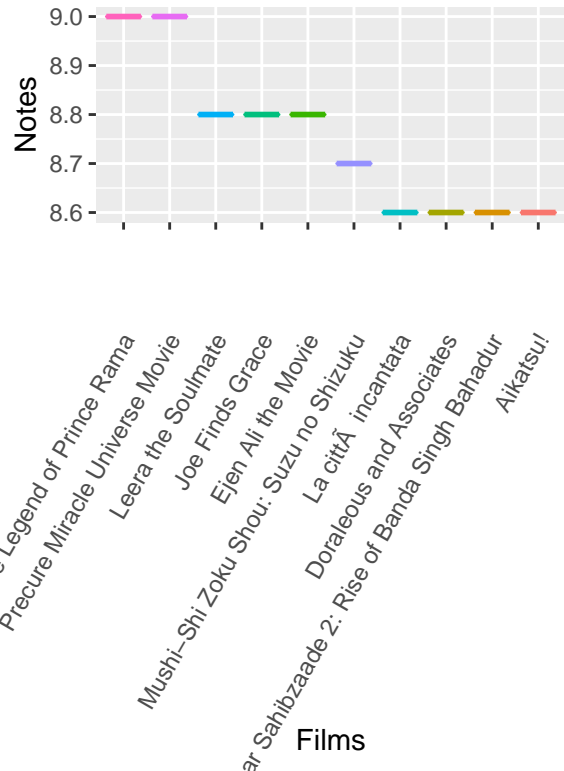 9.0
8.9
8.8
8.7
8.6
Notes
Legend of Prince Rama
Precure Miracle Universe Movie
Leera the Soulmate
Joe Finds Grace
Ejen Ali the Movie
Mushi−Shi Zoku Shou: Suzu no Shizuku
La cittÃ  incantata
Doraleous and Associates
Sahibzaade 2: Rise of Banda Singh Bahadur
Aikatsu!
Films